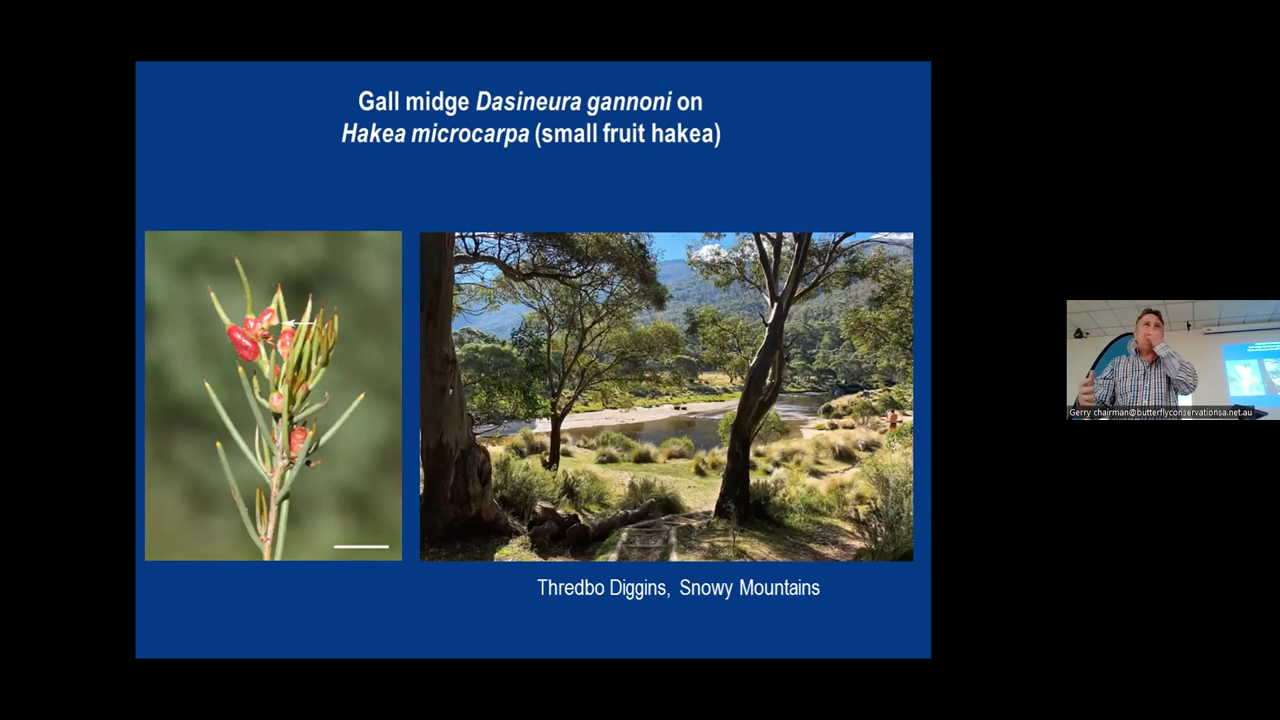 Gall midge Dasineura gannoni on
Hakea microcarpa (small fruit hakea)
Thredbo Diggins, Snowy Mountains
Gerry chairman@butterflyconservationsa.net.au